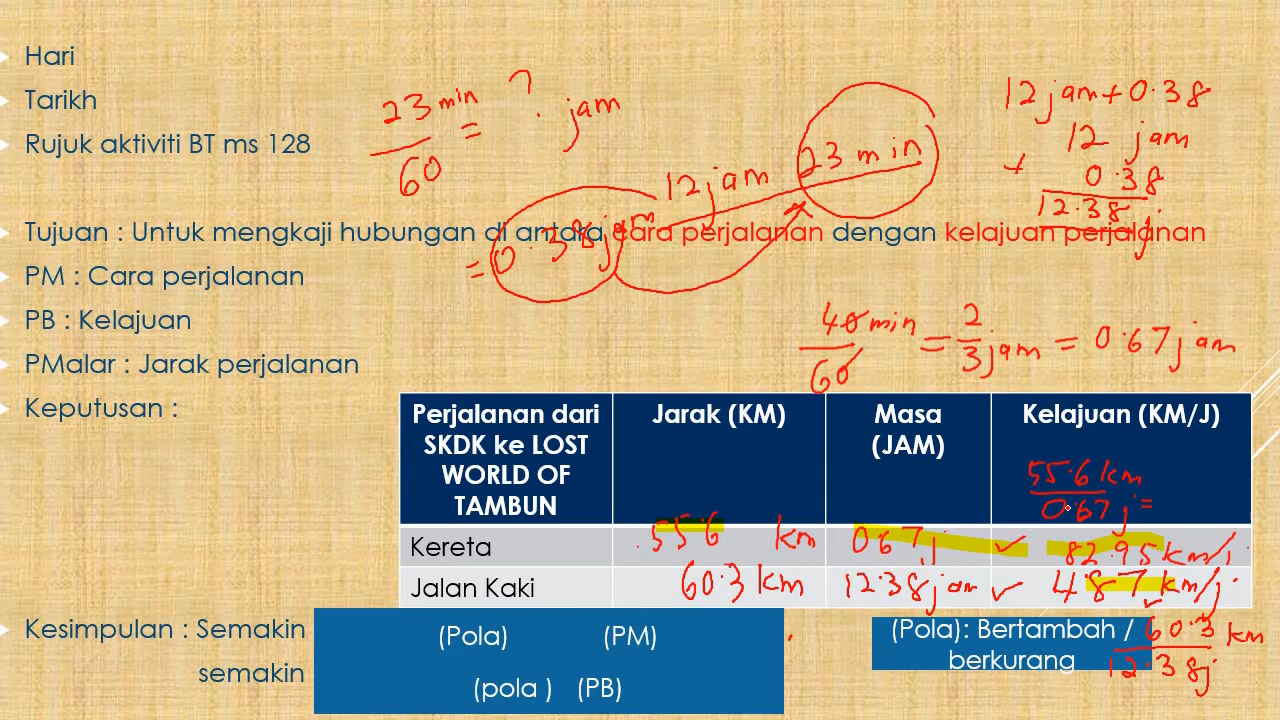 Hari
Tarikh
Rujuk aktiviti BT ms 128
23 min = ? jam
60
= 0.38 jam
12 jam 23 min
12 jam + 0.38
12 jam
+ 0.38
12.38 j
Tujuan : Untuk mengkaji hubungan di antara cara perjalanan dengan kelajuan perjalanan
PM : Cara perjalanan
PB : Kelajuan
PMalar : Jarak perjalanan
Keputusan :
40 min = 2 jam = 0.67 jam
60 3
Perjalanan dari SKDK ke LOST WORLD OF TAMBUN
Jarak (KM)
Masa (JAM)
Kelajuan (KM/J)
55.6 km
0.67 j =
Kereta 55.6 km 0.67 j ✓ 82.95 km/j
Jalan Kaki 60.3 km 12.38 jam ✓ 4.87 km/j
Kesimpulan : Semakin (Pola) (PM)
semakin (pola ) (PB)
(Pola): Bertambah /
berkurang
60.3 km
12.38 j